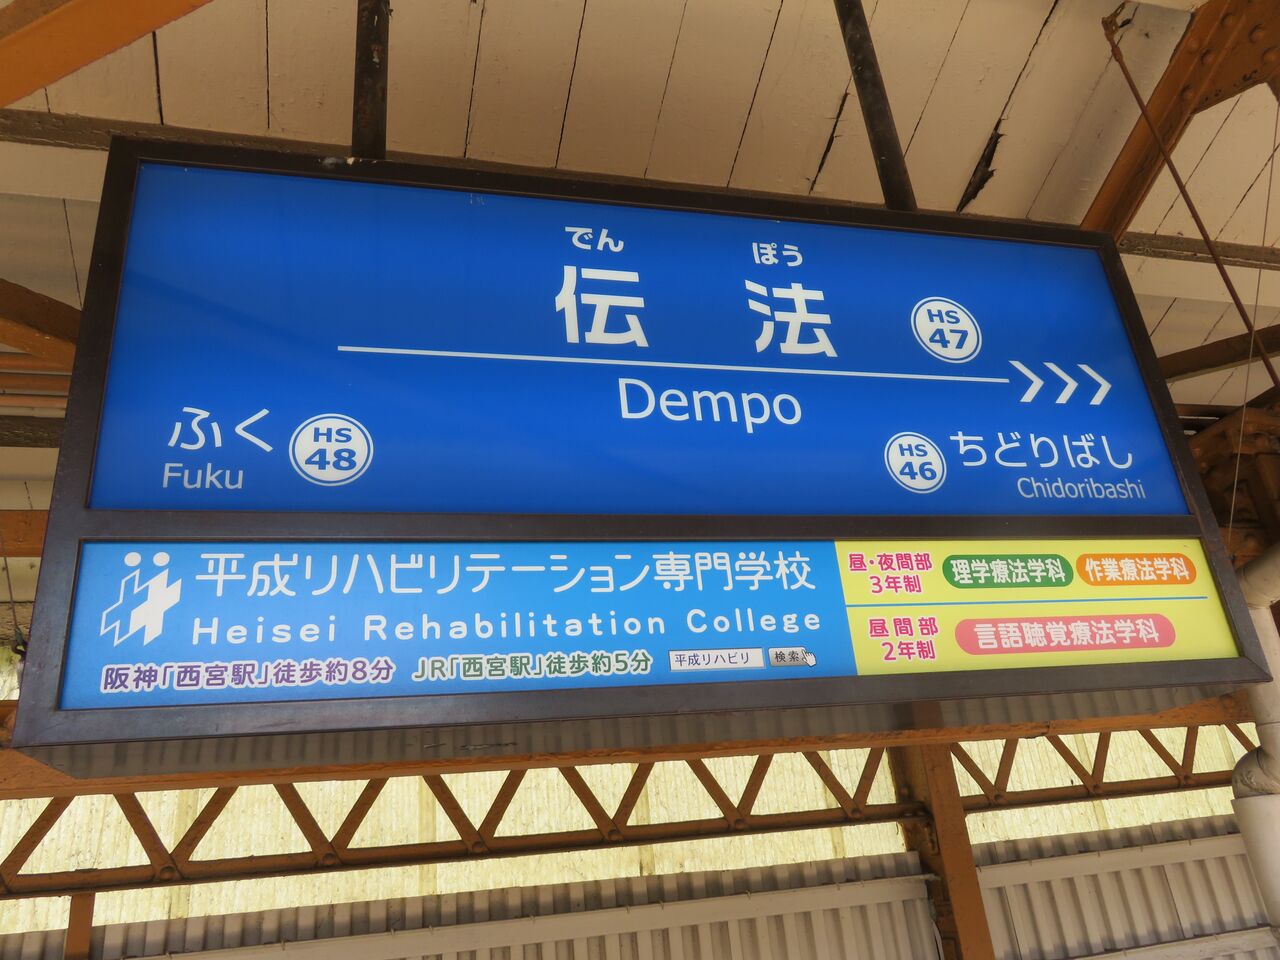 でん ぽう
伝 法
HS
47
Dempo
ふく
Fuku
HS
48
HS
46
ちどりばし
Chidoribashi
平成リハビリテーション専門学校
Heisei Rehabilitation College
阪神「西宮駅」徒歩約8分 JR「西宮駅」徒歩約5分
平成リハビリ 検索
昼・夜間部
3年制
理学療法学科 作業療法学科
昼間部
2年制
言語聴覚療法学科